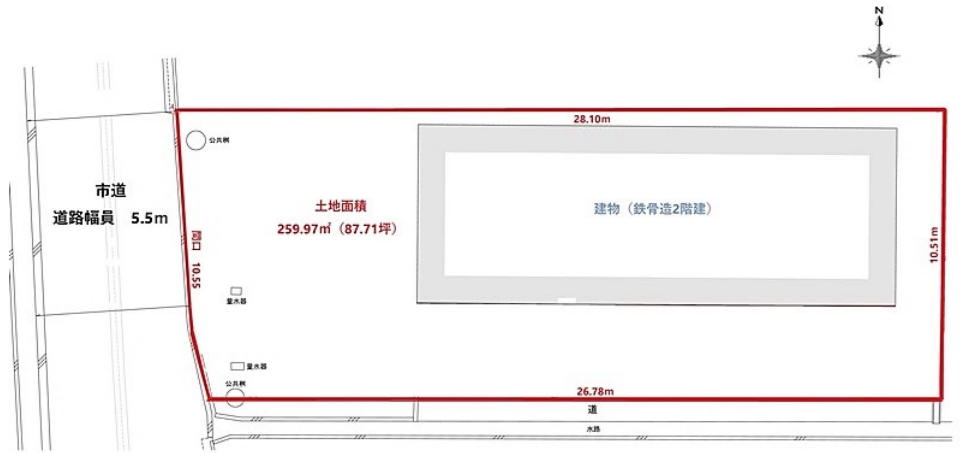 N
28.10m
公共桝
市道
道路幅員 5.5m
土地面積
259.97㎡（87.71坪）
建物（鉄骨造2階建）
間口 10.55
10.51m
量水器
量水器
公共桝
26.78m
道
水路